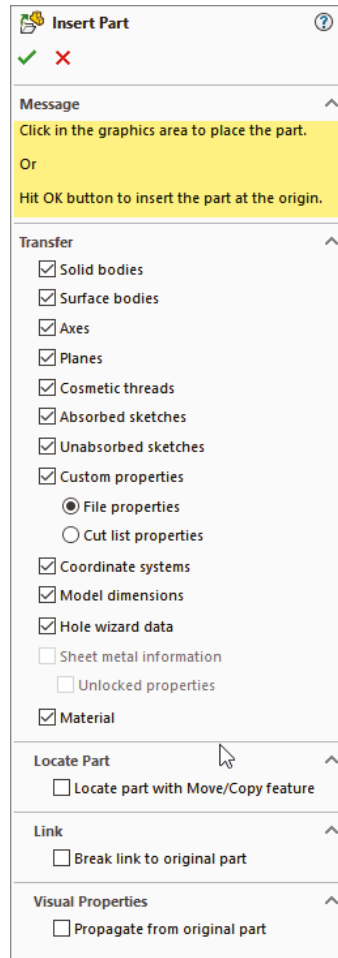 Insert Part
Message
Click in the graphics area to place the part.
Or
Hit OK button to insert the part at the origin.
Transfer
Solid bodies
Surface bodies
Axes
Planes
Cosmetic threads
Absorbed sketches
Unabsorbed sketches
Custom properties
File properties
Cut list properties
Coordinate systems
Model dimensions
Hole wizard data
Sheet metal information
Unlocked properties
Material
Locate Part
Locate part with Move/Copy feature
Link
Break link to original part
Visual Properties
Propagate from original part